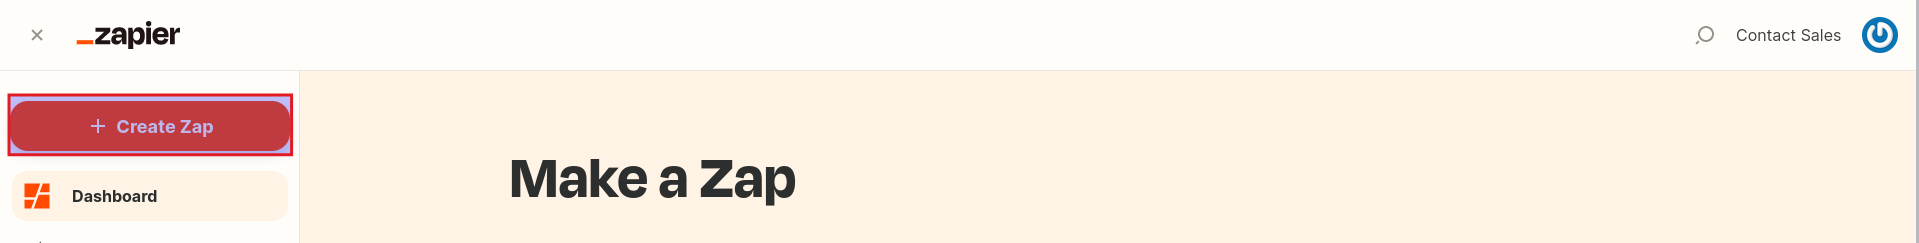 zapier
Contact Sales
Create Zap
Make a Zap
Dashboard